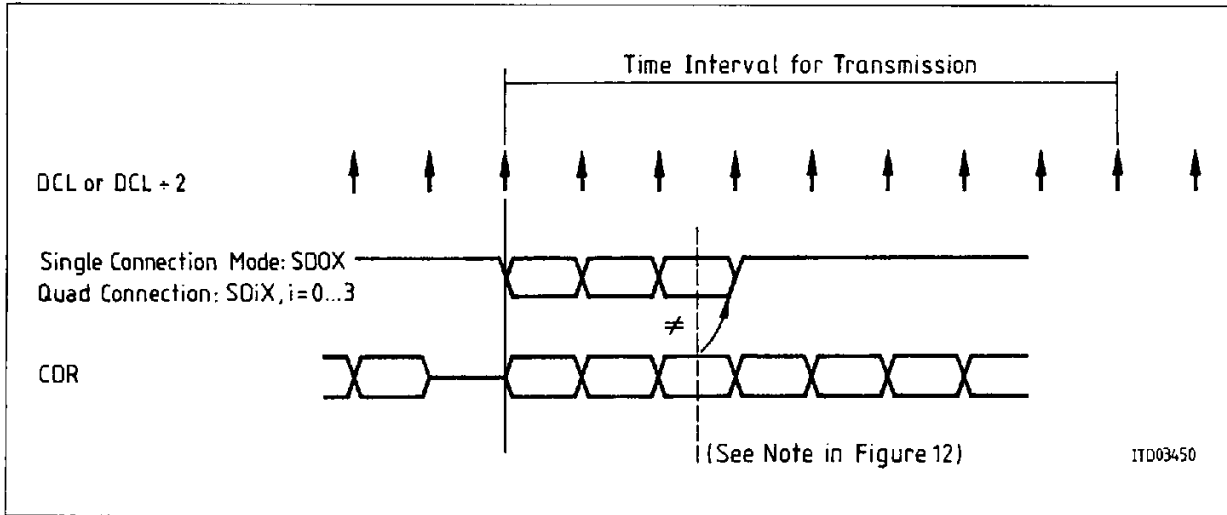 Time Interval for Transmission
DCL or DCL ÷ 2
Single Connection Mode: SD0X
Quad Connection: SDiX, i=0...3
≠
CDR
(See Note in Figure 12)
ITD03450